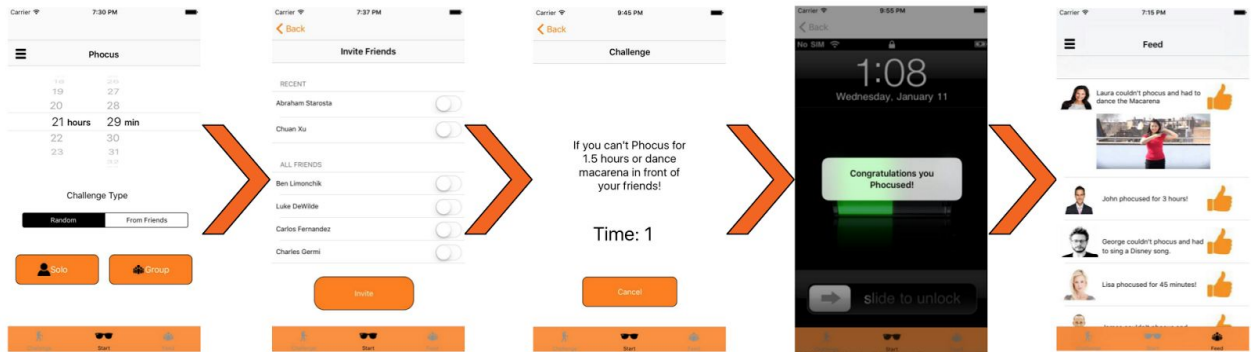 Carrier 7:30 PM
Phocus
18 26
19 27
20 28
21 hours 29 min
22 30
23 31
32
Challenge Type
Random From Friends
Solo Group
Start
Carrier 7:37 PM
Back
Invite Friends
RECENT
Abraham Starosta
Chuan Xu
ALL FRIENDS
Ben Limonchik
Luke DeWilde
Carlos Fernandez
Charles Germi
Invite
Start
Carrier 9:45 PM
Back
Challenge
If you can't Phocus for
1.5 hours or dance
macarena in front of
your friends!
Time: 1
Cancel
Start
Carrier 9:55 PM
Back
No SIM
1:08
Wednesday, January 11
Congratulations you
Phocused!
slide to unlock
Start
Carrier 7:15 PM
Feed
Laura couldn't phocus and had to
dance the Macarena
John phocused for 3 hours!
George couldn't phocus and had
to sing a Disney song.
Lisa phocused for 45 minutes!
Start Feed